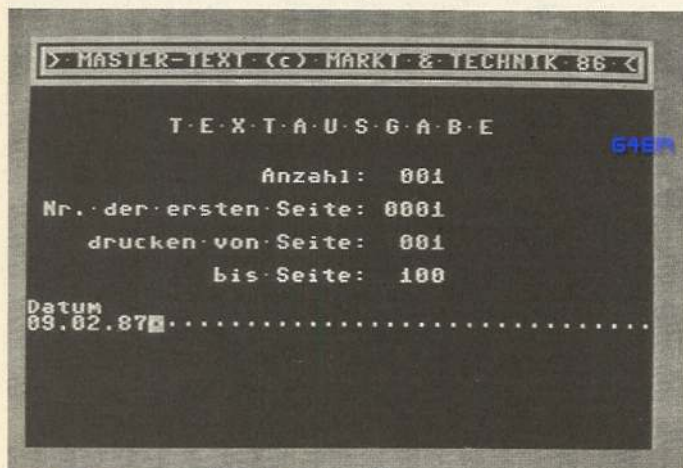 > MASTER-TEXT (c) MARKT & TECHNIK 86 <
T·E·X·T·A·U·S·G·A·B·E
64er
Anzahl: 001
Nr.·der·ersten·Seite: 0001
drucken·von·Seite: 001
bis·Seite: 100
Datum
09.02.87